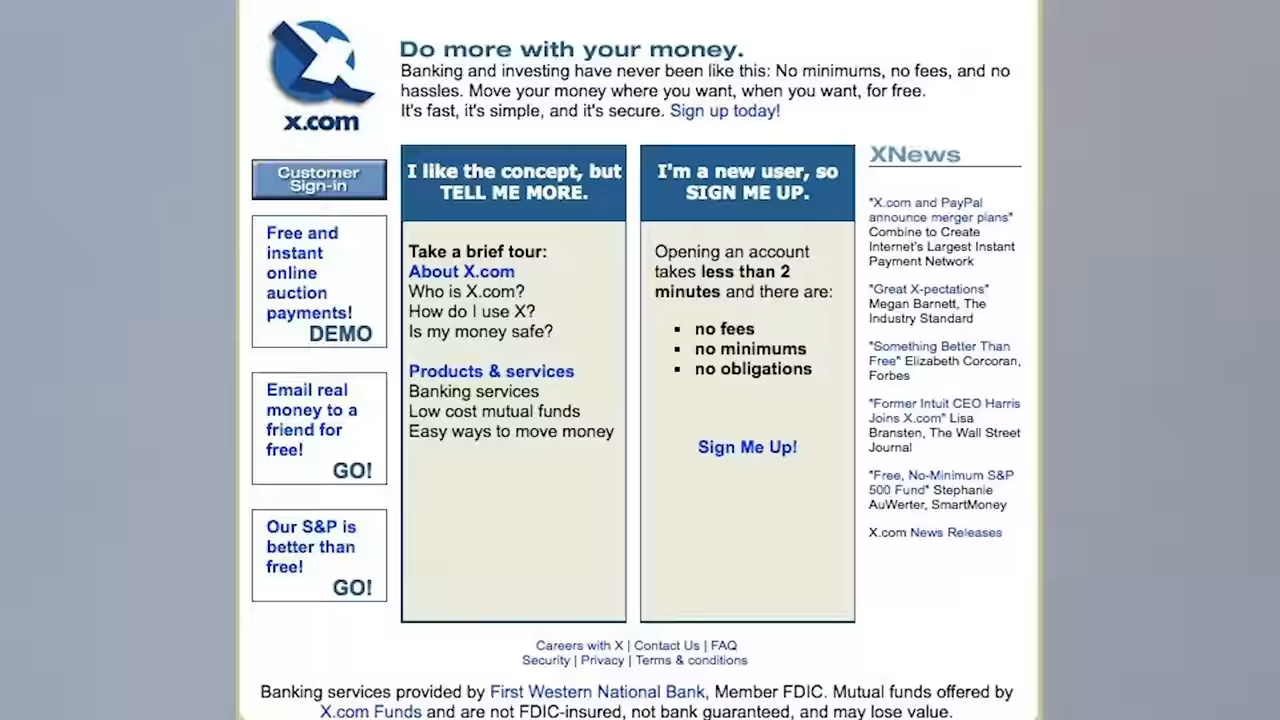 x.com
Do more with your money.
Banking and investing have never been like this: No minimums, no fees, and no
hassles. Move your money where you want, when you want, for free.
It's fast, it's simple, and it's secure. Sign up today!
Customer
Sign-in
Free and
instant
online
auction
payments!
DEMO
Email real
money to a
friend for
free!
GO!
Our S&P is
better than
free!
GO!
I like the concept, but
TELL ME MORE.
Take a brief tour:
About X.com
Who is X.com?
How do I use X?
Is my money safe?
Products & services
Banking services
Low cost mutual funds
Easy ways to move money
I'm a new user, so
SIGN ME UP.
Opening an account
takes less than 2
minutes and there are:
▪ no fees
▪ no minimums
▪ no obligations
Sign Me Up!
XNews
"X.com and PayPal
announce merger plans"
Combine to Create
Internet's Largest Instant
Payment Network
"Great X-pectations"
Megan Barnett, The
Industry Standard
"Something Better Than
Free" Elizabeth Corcoran,
Forbes
"Former Intuit CEO Harris
Joins X.com" Lisa
Bransten, The Wall Street
Journal
"Free, No-Minimum S&P
500 Fund" Stephanie
AuWerter, SmartMoney
X.com News Releases
Careers with X | Contact Us | FAQ
Security | Privacy | Terms & conditions
Banking services provided by First Western National Bank, Member FDIC. Mutual funds offered by
X.com Funds and are not FDIC-insured, not bank guaranteed, and may lose value.